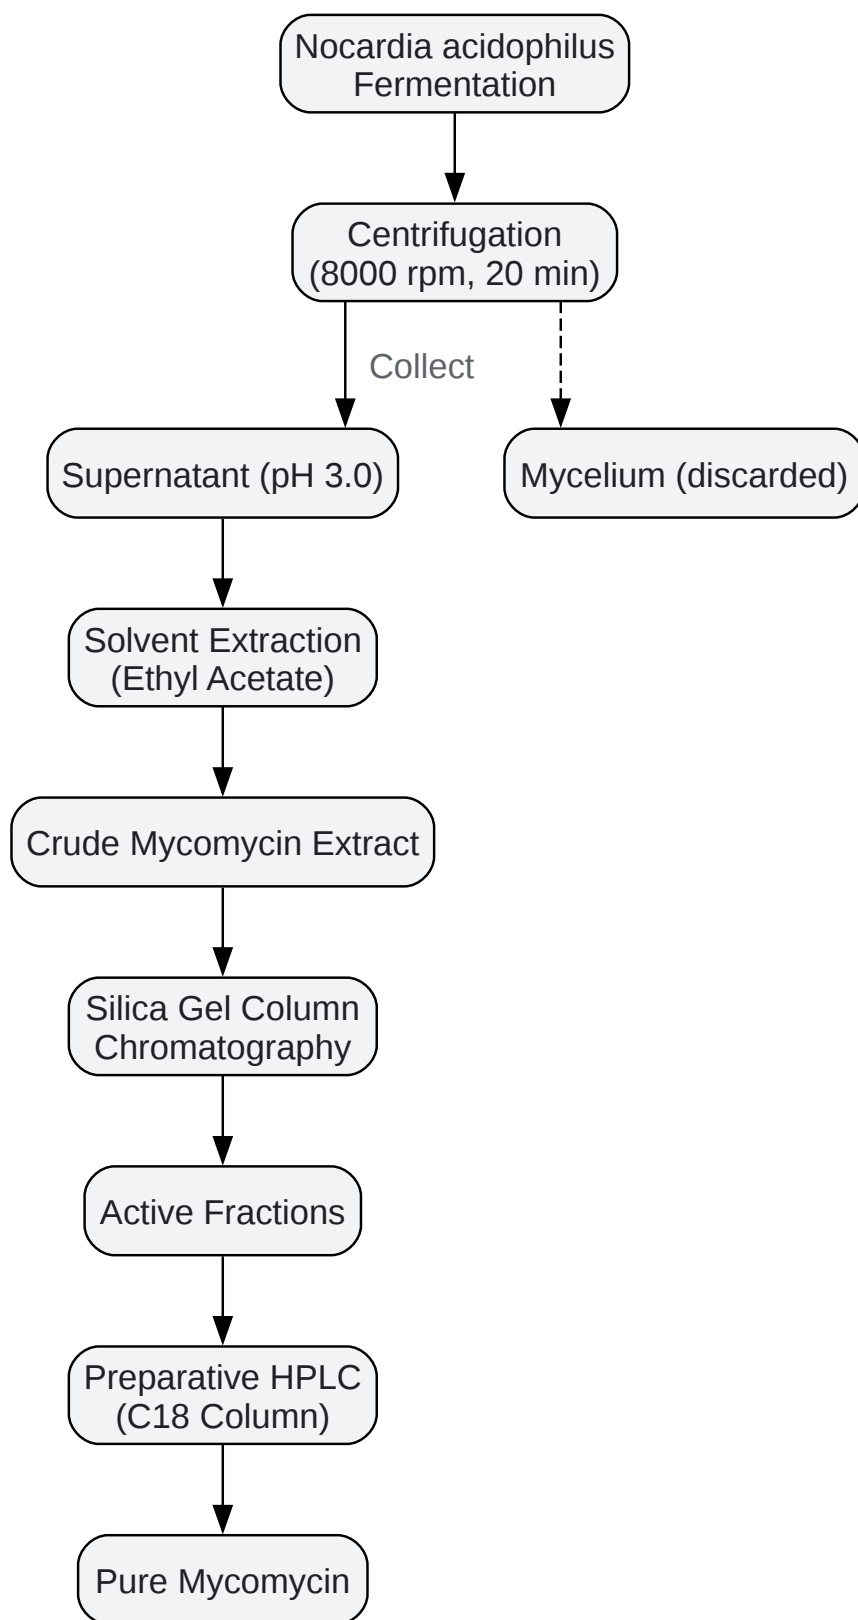 Nocardia acidophilus
Fermentation
Centrifugation
(8000 rpm, 20 min)
Collect
Supernatant (pH 3.0)
Mycelium (discarded)
Solvent Extraction
(Ethyl Acetate)
Crude Mycomycin Extract
Silica Gel Column
Chromatography
Active Fractions
Preparative HPLC
(C18 Column)
Pure Mycomycin